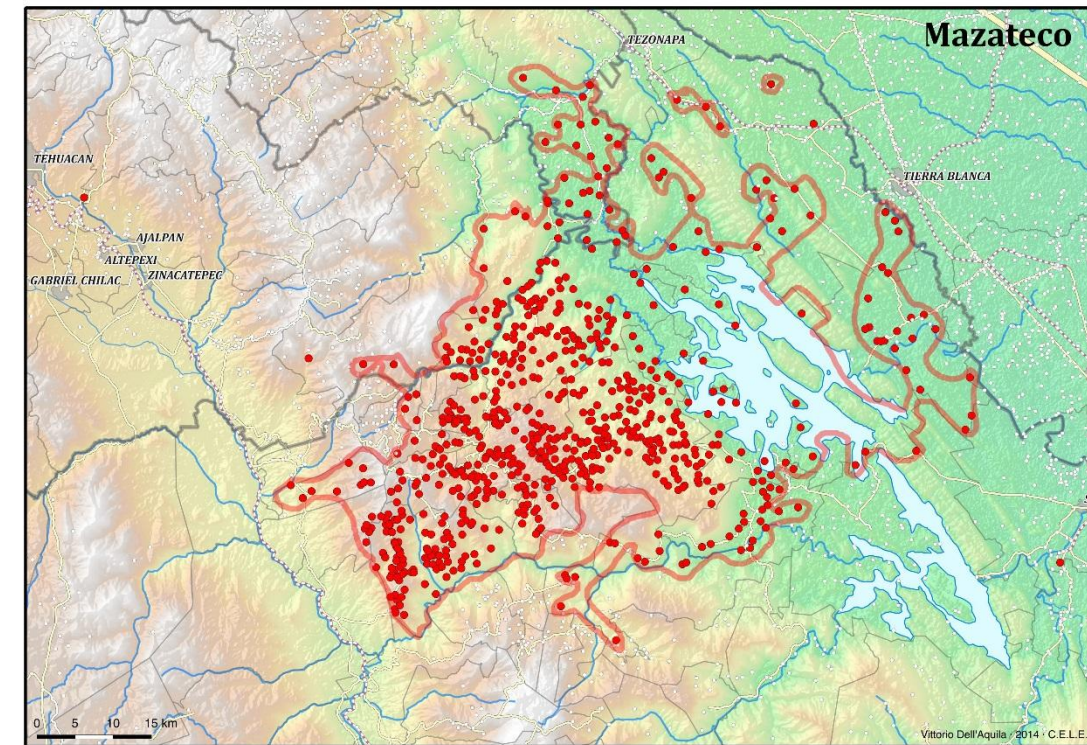 Mazateco
TEZONAPA
TEHUACAN
TIERRA BLANCA
AJALPAN
ALTEPEXI
ZINACATEPEC
GABRIEL CHILAC
0 5 10 15 km
Vittorio Dell'Aquila · 2014 · C.E.L.E